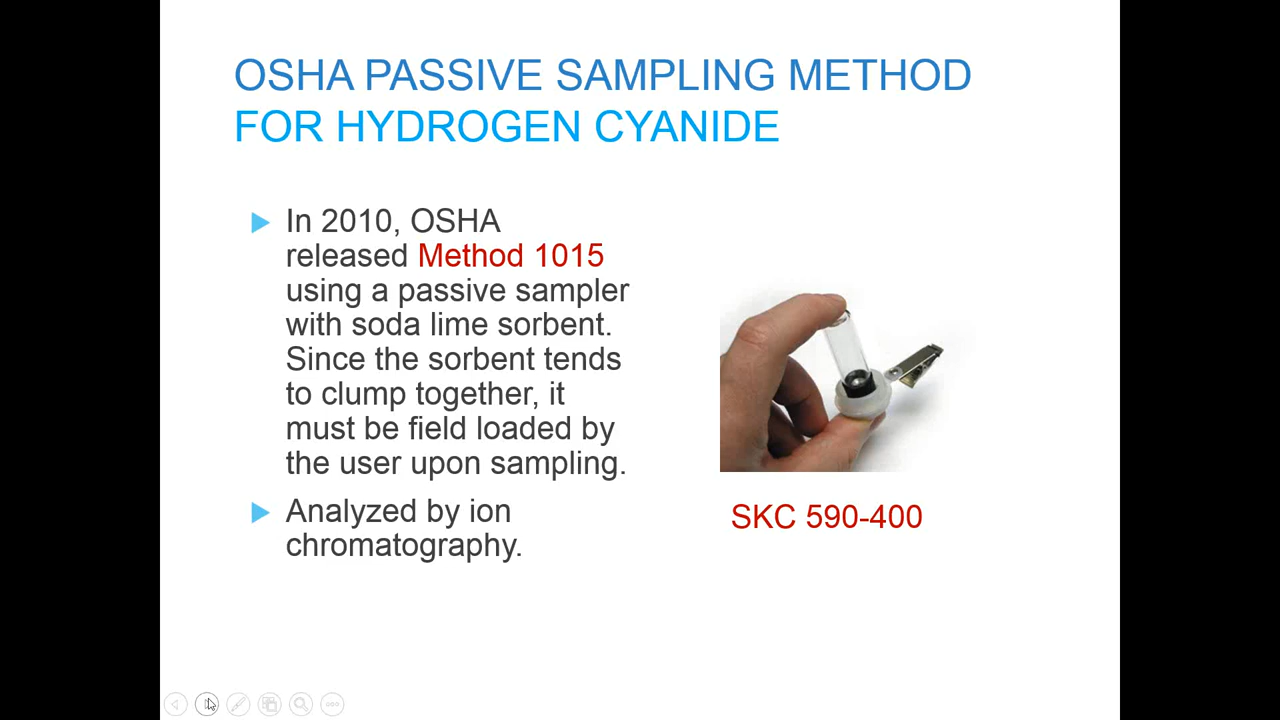 OSHA PASSIVE SAMPLING METHOD
FOR HYDROGEN CYANIDE
In 2010, OSHA
released Method 1015
using a passive sampler
with soda lime sorbent.
Since the sorbent tends
to clump together, it
must be field loaded by
the user upon sampling.
Analyzed by ion
chromatography.
SKC 590-400